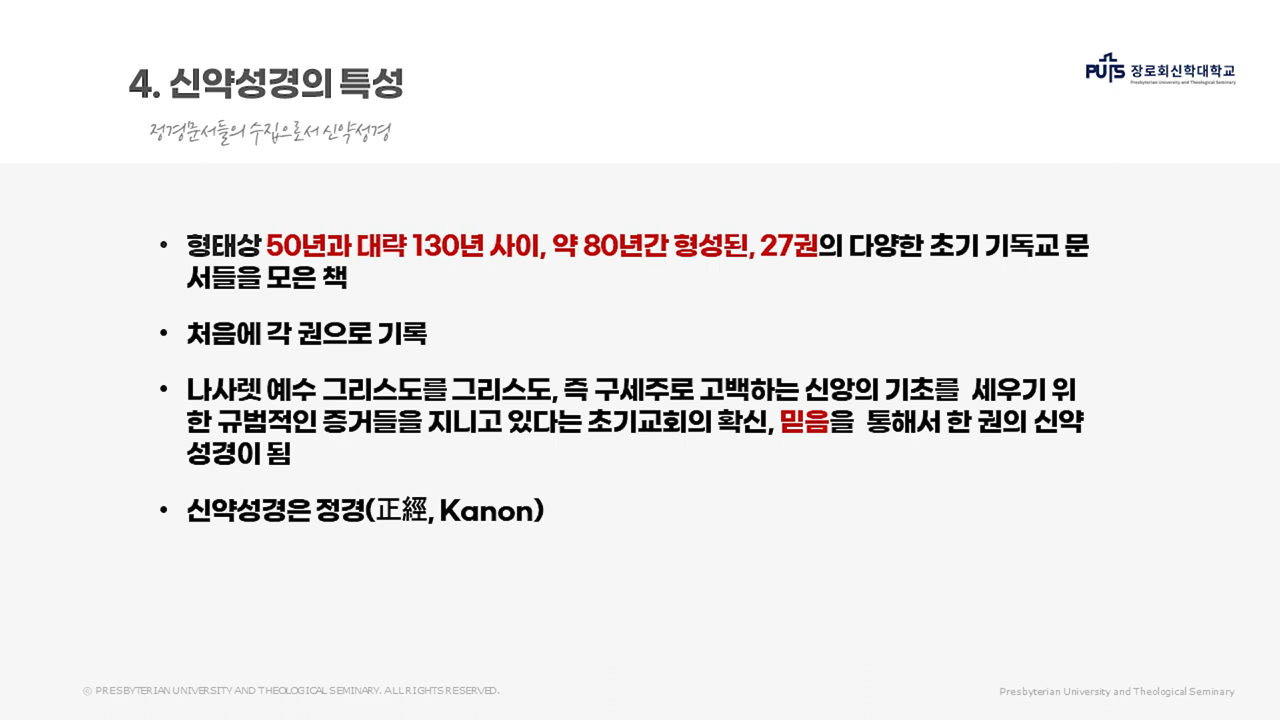 4. 신약성경의 특성
PUTS 장로회신학대학교
Presbyterian University and Theological Seminary
정경문서들의 수집으로서 신약성경
• 형태상 50년과 대략 130년 사이, 약 80년간 형성된, 27권의 다양한 초기 기독교 문
서들을 모은 책
• 처음에 각 권으로 기록
• 나사렛 예수 그리스도를 그리스도, 즉 구세주로 고백하는 신앙의 기초를 세우기 위
한 규범적인 증거들을 지니고 있다는 초기교회의 확신, 믿음을 통해서 한 권의 신약
성경이 됨
• 신약성경은 정경(正經, Kanon)
© PRESBYTERIAN UNIVERSITY AND THEOLOGICAL SEMINARY. ALL RIGHTS RESERVED.
Presbyterian University and Theological Seminary